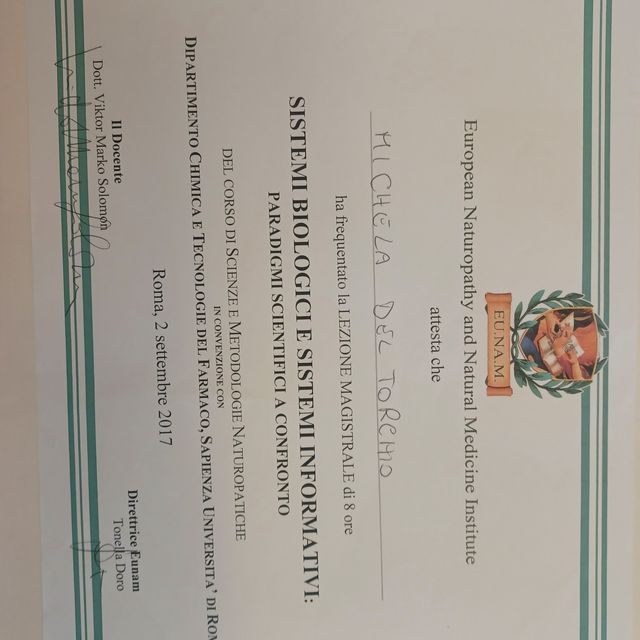 E.U.N.A.M.
European Naturopathy and Natural Medicine Institute
attesta che
MICHELA DEL TORCHIO
ha frequentato la LEZIONE MAGISTRALE di 8 ore
SISTEMI BIOLOGICI E SISTEMI INFORMATIVI:
PARADIGMI SCIENTIFICI A CONFRONTO
DEL CORSO DI SCIENZE E METODOLOGIE NATUROPATICHE
IN CONVENZIONE CON
DIPARTIMENTO CHIMICA E TECNOLOGIE DEL FARMACO, SAPIENZA UNIVERSITA' DI ROM
Roma, 2 settembre 2017
Il Docente
Dott. Viktor Marko Solomon
Direttrice Eunam
Tonella Doro